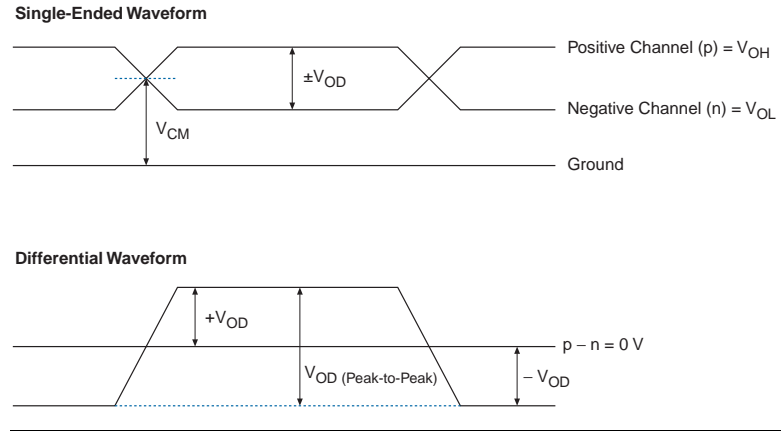 Single-Ended Waveform
Positive Channel (p) = VOH
±VOD
Negative Channel (n) = VOL
VCM
Ground
Differential Waveform
+VOD
p − n = 0 V
VOD (Peak-to-Peak)
− VOD